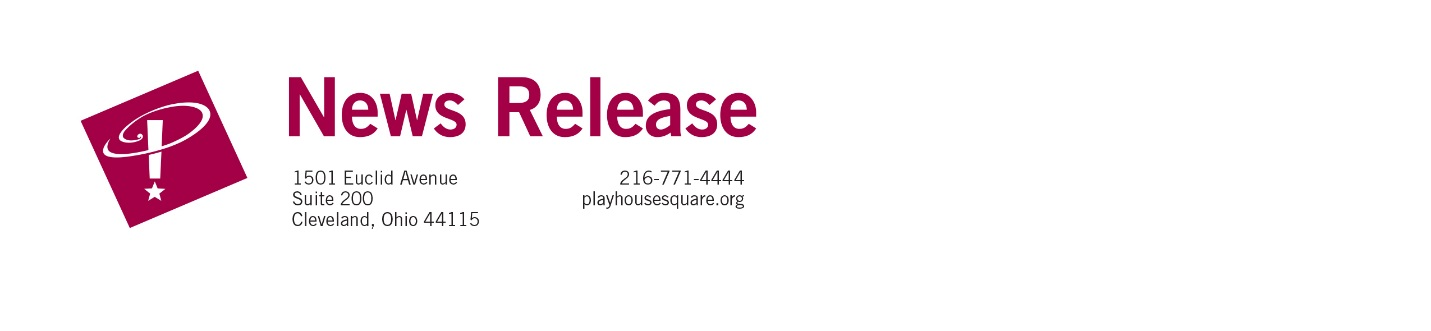 News Release
1501 Euclid Avenue
Suite 200
Cleveland, Ohio 44115
216-771-4444
playhousesquare.org